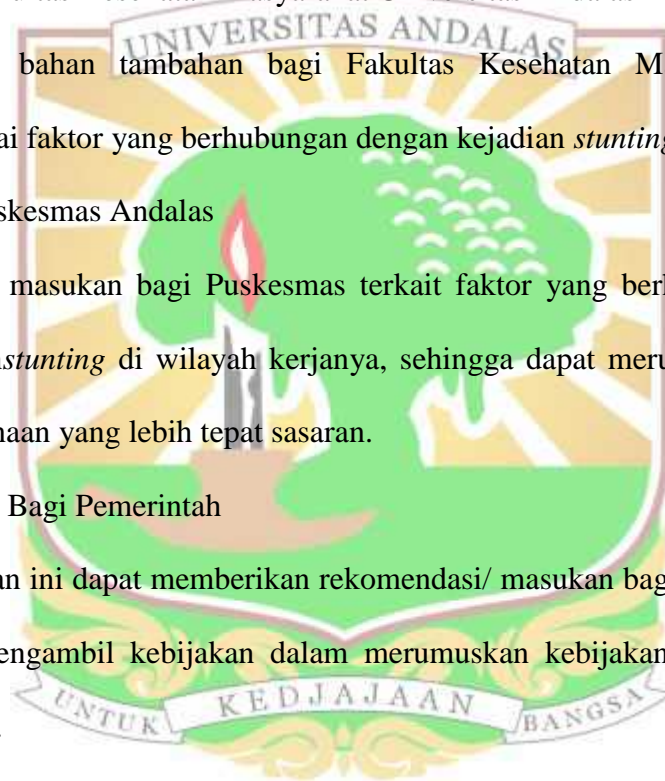 UNIVERSITAS ANDALAS
bahan tambahan bagi Fakultas Kesehatan M
ai faktor yang berhubungan dengan kejadian stunting
skesmas Andalas
masukan bagi Puskesmas terkait faktor yang berl
stunting di wilayah kerjanya, sehingga dapat meru
naan yang lebih tepat sasaran.
Bagi Pemerintah
an ini dapat memberikan rekomendasi/ masukan bag
engambil kebijakan dalam merumuskan kebijakan
UNTUK KEDJAJAAN BANGSA